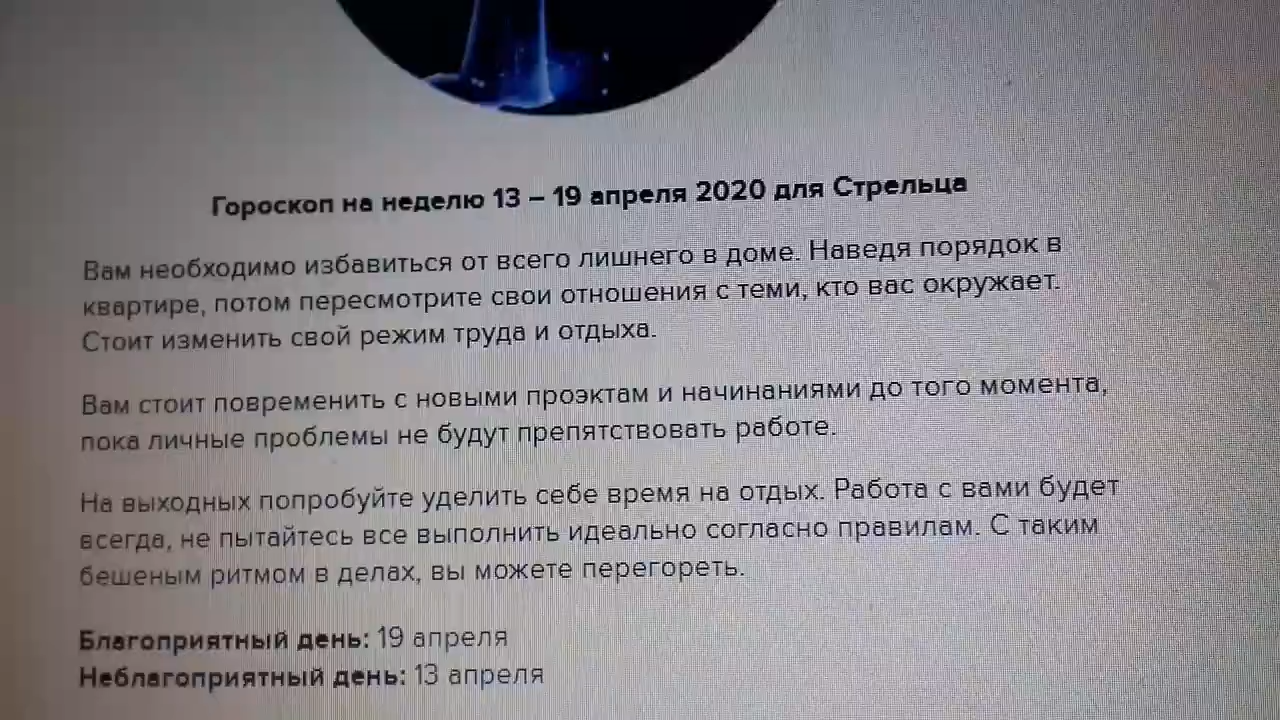 Гороскоп на неделю 13 – 19 апреля 2020 для Стрельца
Вам необходимо избавиться от всего лишнего в доме. Наведя порядок в
квартире, потом пересмотрите свои отношения с теми, кто вас окружает.
Стоит изменить свой режим труда и отдыха.
Вам стоит повременить с новыми проэктам и начинаниями до того момента,
пока личные проблемы не будут препятствовать работе.
На выходных попробуйте уделить себе время на отдых. Работа с вами будет
всегда, не пытайтесь все выполнить идеально согласно правилам. С таким
бешеным ритмом в делах, вы можете перегореть.
Благоприятный день: 19 апреля
Неблагоприятный день: 13 апреля